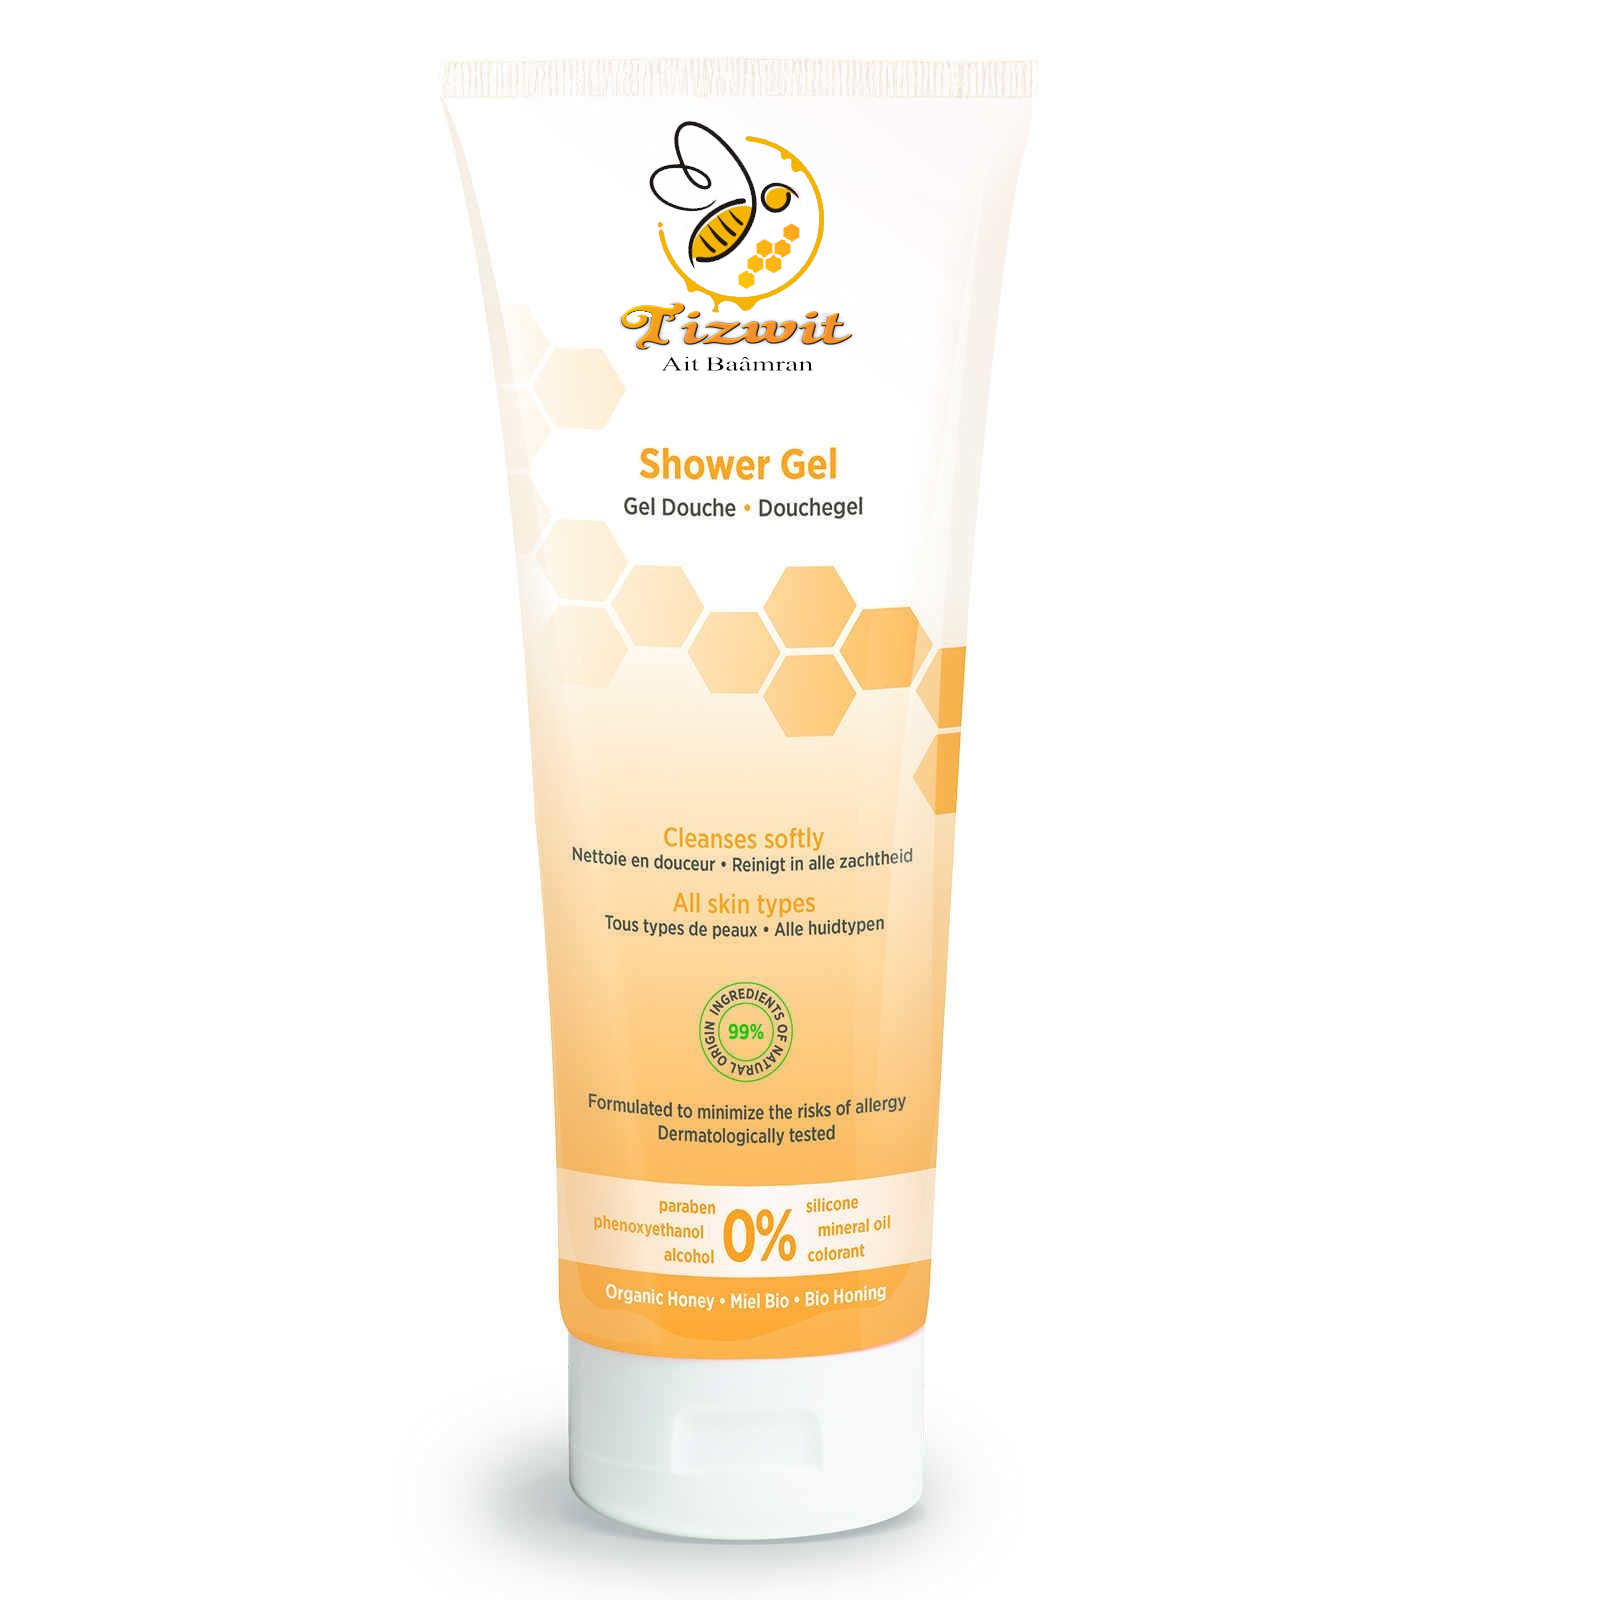 Tizwit
Ait Baâmran
Shower Gel
Gel Douche • Douchegel
Cleanses softly
Nettoie en douceur • Reinigt in alle zachtheid
All skin types
Tous types de peaux • Alle huidtypen
INGREDIENTS OF NATURAL ORIGIN
99%
Formulated to minimize the risks of allergy
Dermatologically tested
paraben
phenoxyethanol
alcohol
0%
silicone
mineral oil
colorant
Organic Honey • Miel Bio • Bio Honing